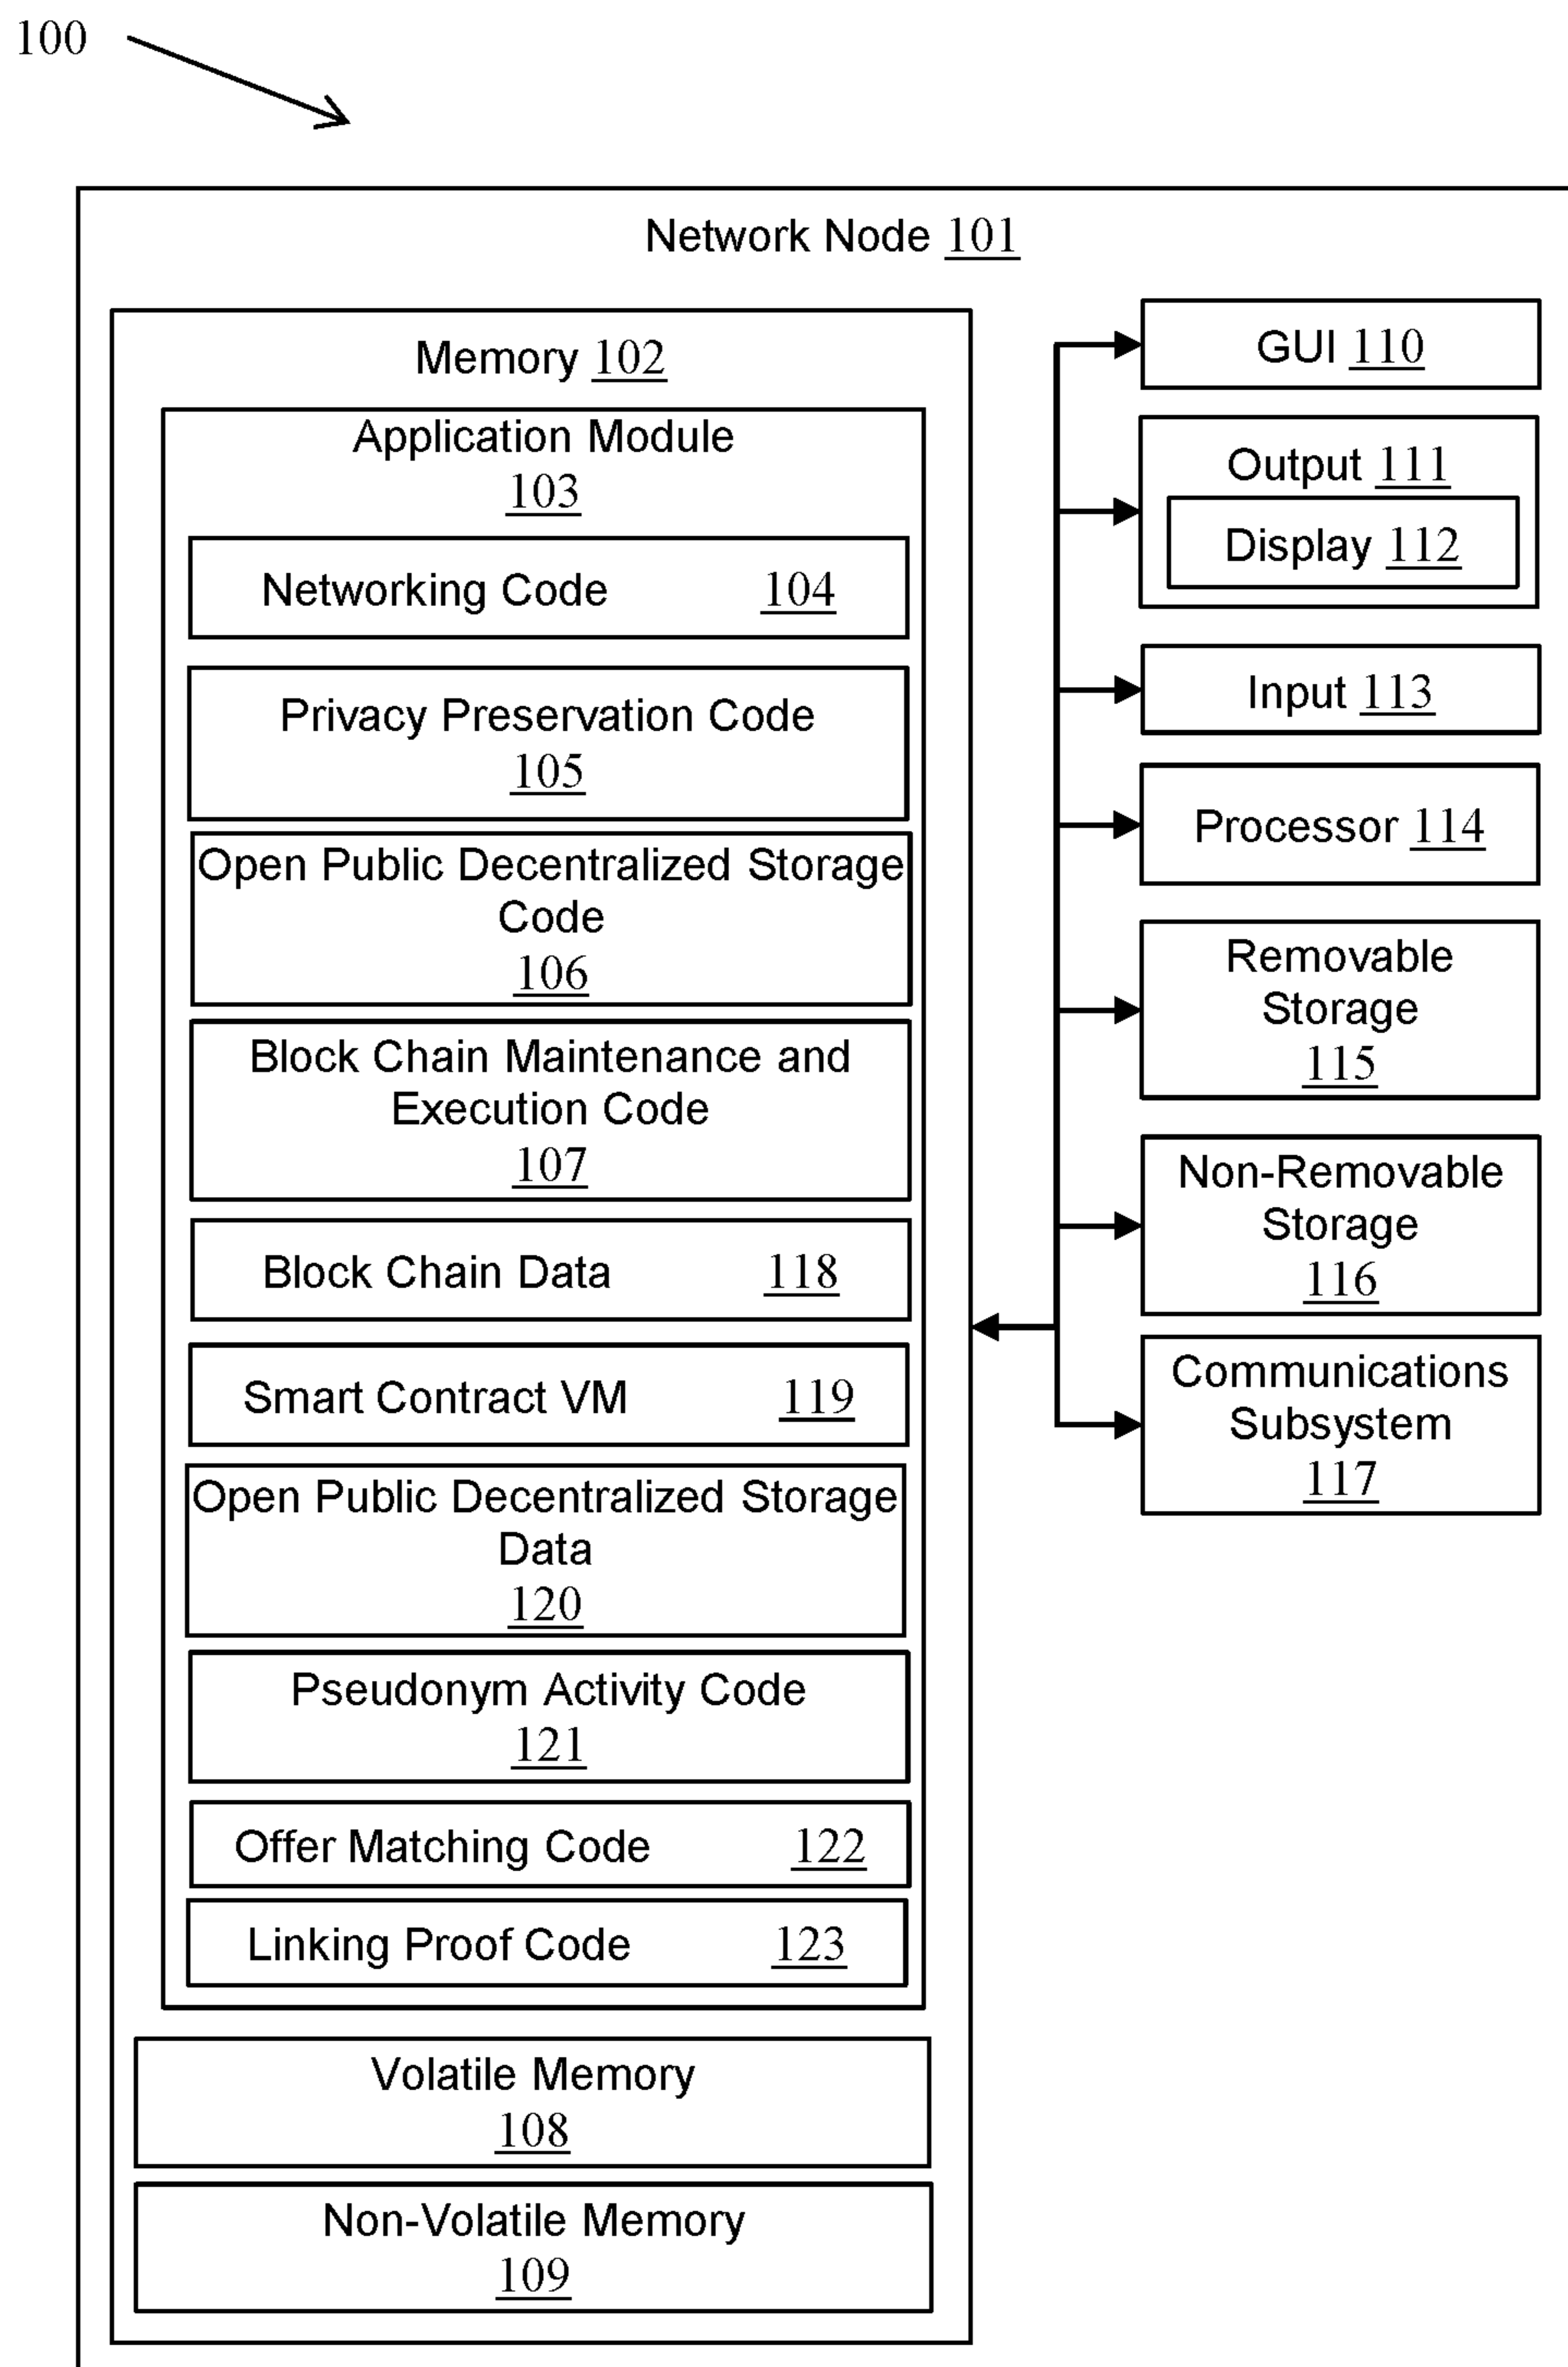 100
Network Node 101
Memory 102
Application Module
103
Networking Code 104
Privacy Preservation Code
105
Open Public Decentralized Storage
Code
106
Block Chain Maintenance and
Execution Code
107
Block Chain Data 118
Smart Contract VM 119
Open Public Decentralized Storage
Data
120
Pseudonym Activity Code
121
Offer Matching Code 122
Linking Proof Code 123
Volatile Memory
108
Non-Volatile Memory
109
GUI 110
Output 111
Display 112
Input 113
Processor 114
Removable
Storage
115
Non-Removable
Storage
116
Communications
Subsystem
117